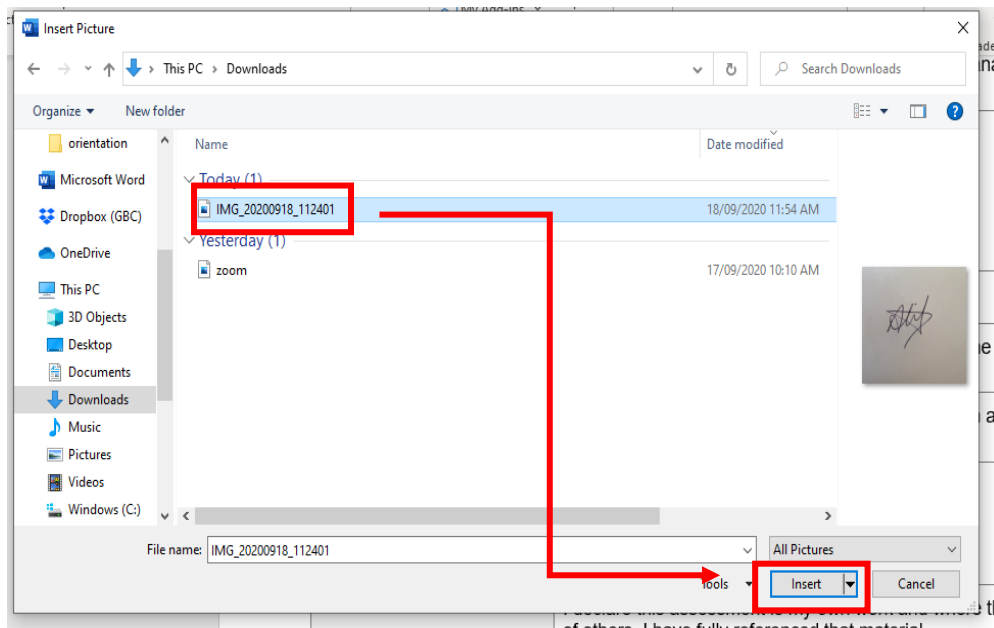 Insert Picture
This PC > Downloads
Search Downloads
Organize
New folder
orientation
Microsoft Word
Dropbox (GBC)
OneDrive
This PC
3D Objects
Desktop
Documents
Downloads
Music
Pictures
Videos
Windows (C:)
Name
Date modified
Today (1)
IMG_20200918_112401
18/09/2020 11:54 AM
Yesterday (1)
zoom
17/09/2020 10:10 AM
File name:
IMG_20200918_112401
All Pictures
Tools
Insert
Cancel